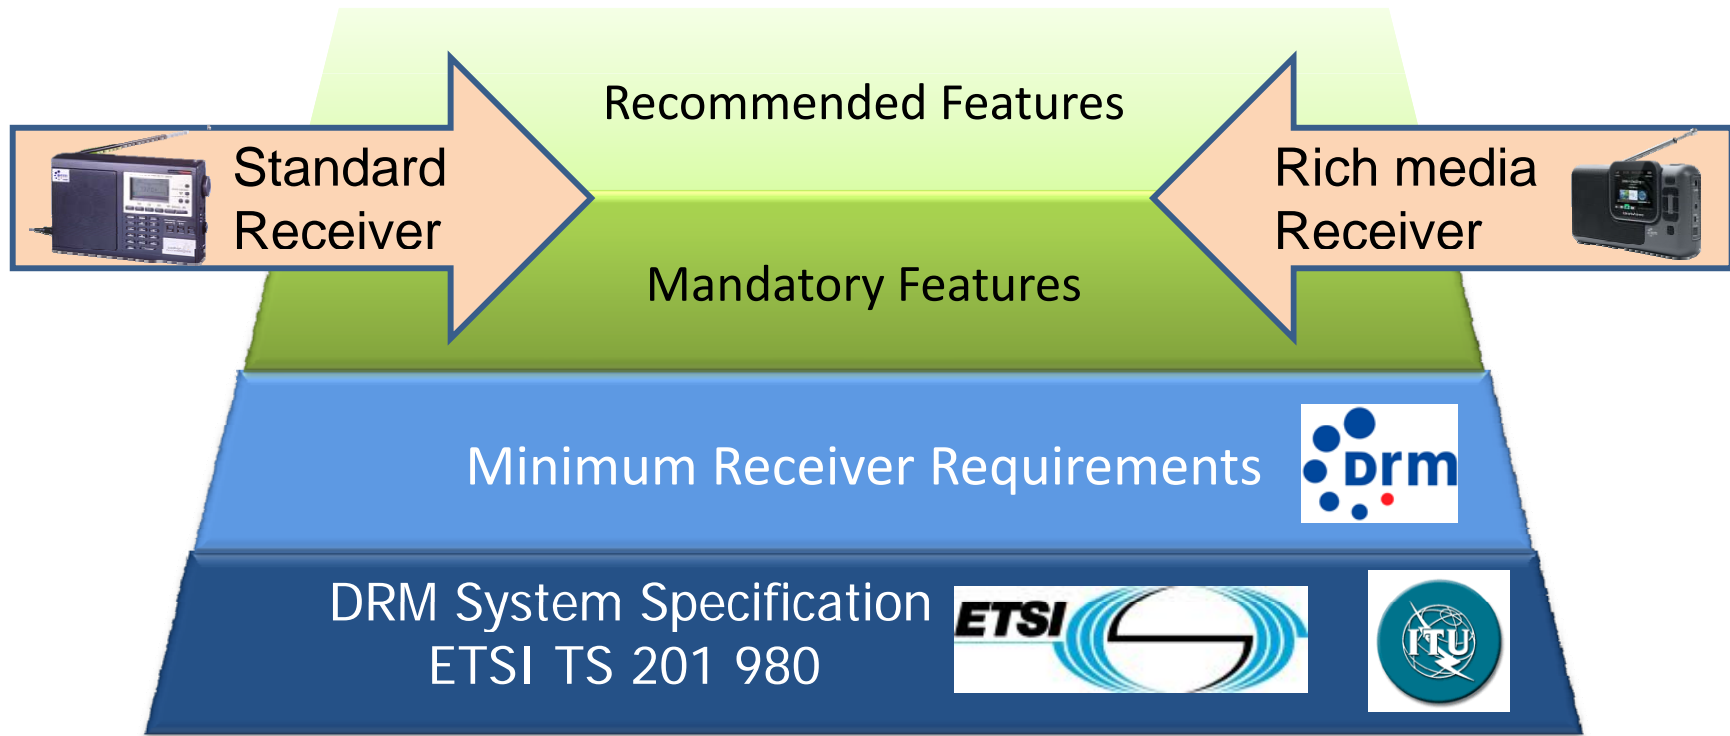 Recommended Features
Standard
Receiver
Rich media
Receiver
Mandatory Features
Minimum Receiver Requirements
Drm
DRM System Specification
ETSI TS 201 980
ETSI
ITU